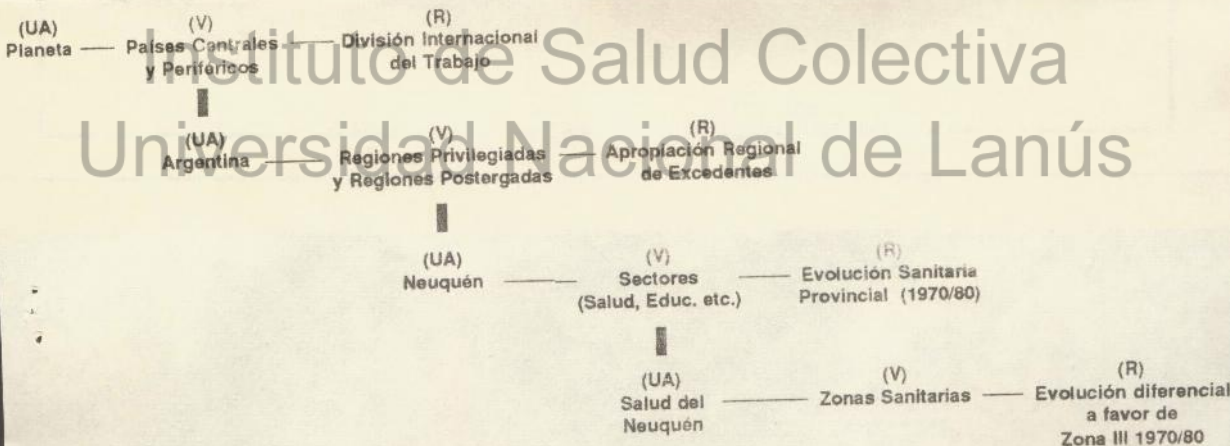 (UA) (V) (R)
Planeta Países Centrales División Internacional
y Periféricos del Trabajo
Instituto de Salud Colectiva
Universidad Nacional de Lanús
(UA) (V) (R)
Argentina Regiones Privilegiadas Apropiación Regional
y Regiones Postergadas de Excedentes
(UA) (V) (R)
Neuquén Sectores Evolución Sanitaria
(Salud, Educ. etc.) Provincial (1970/80)
(UA) (V) (R)
Salud del Zonas Sanitarias Evolución diferencial
Neuquén a favor de
Zona III 1970/80